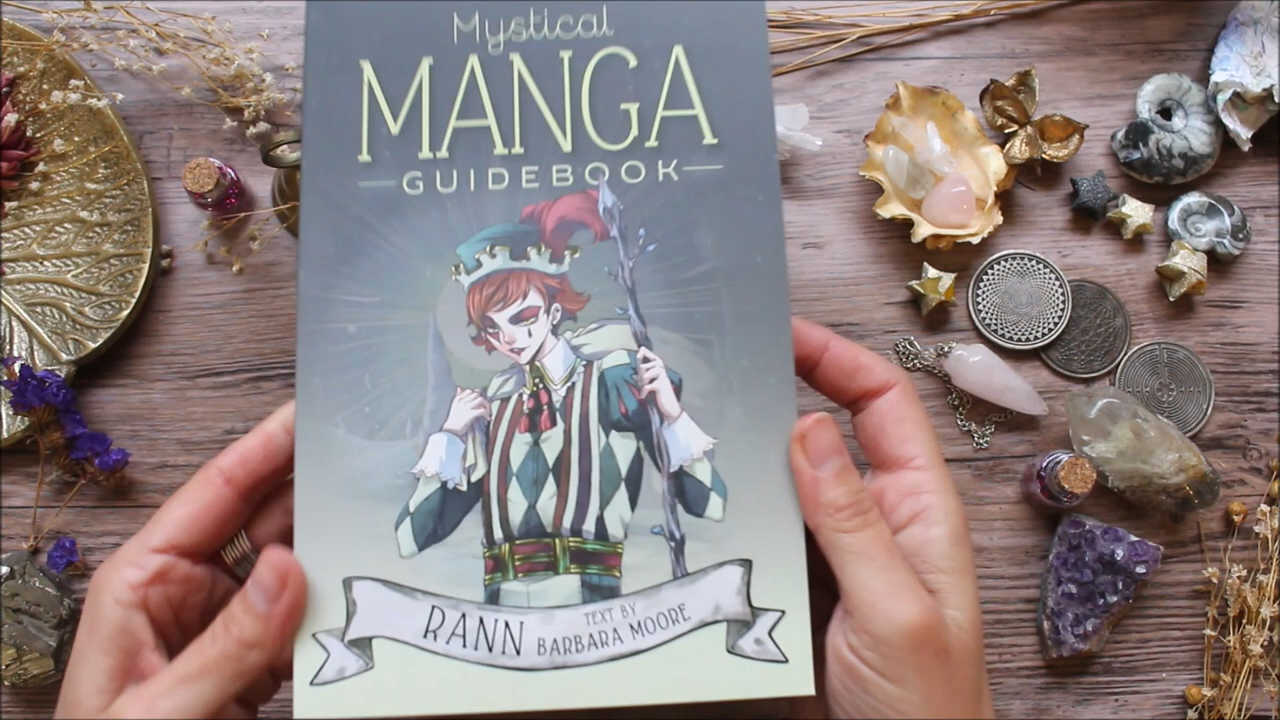 Mystical
MANGA
GUIDEBOOK
RANN
TEXT BY
BARBARA MOORE